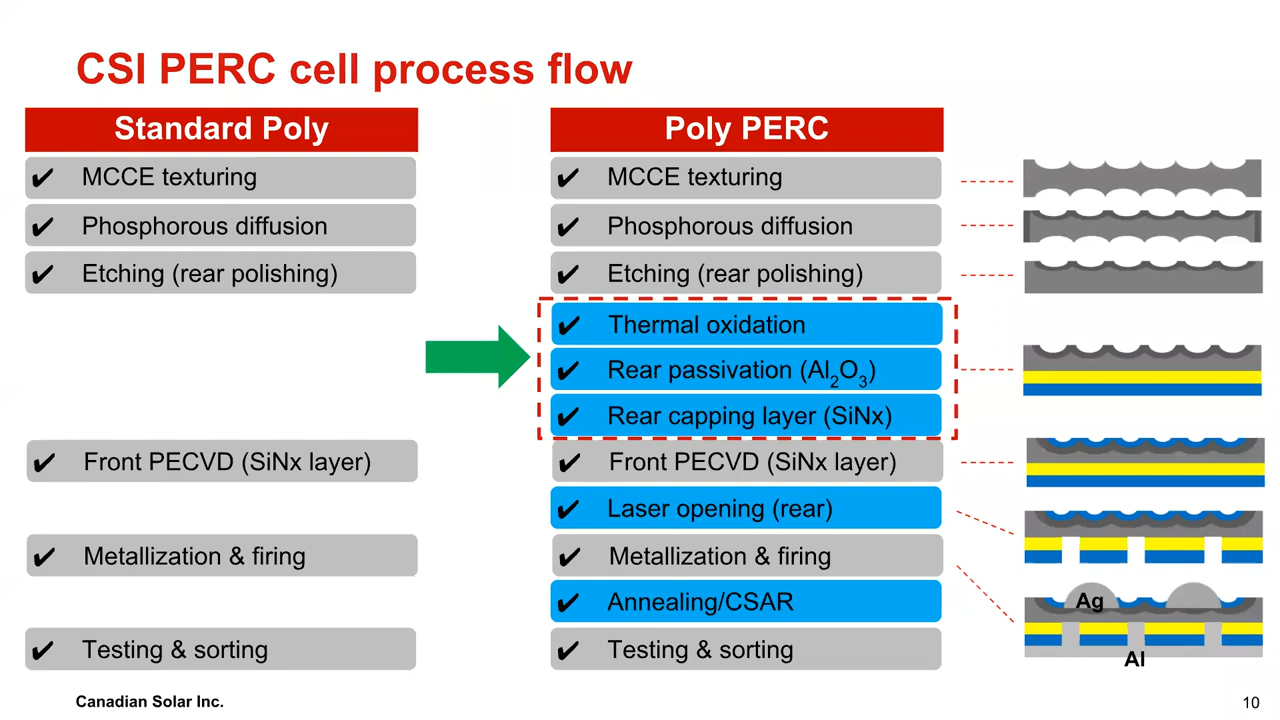 CSI PERC cell process flow
Standard Poly
✔ MCCE texturing
✔ Phosphorous diffusion
✔ Etching (rear polishing)
✔ Front PECVD (SiNx layer)
✔ Metallization & firing
✔ Testing & sorting
Poly PERC
✔ MCCE texturing
✔ Phosphorous diffusion
✔ Etching (rear polishing)
✔ Thermal oxidation
✔ Rear passivation (Al₂O₃)
✔ Rear capping layer (SiNx)
✔ Front PECVD (SiNx layer)
✔ Laser opening (rear)
✔ Metallization & firing
✔ Annealing/CSAR
✔ Testing & sorting
Ag
Al
Canadian Solar Inc.
10